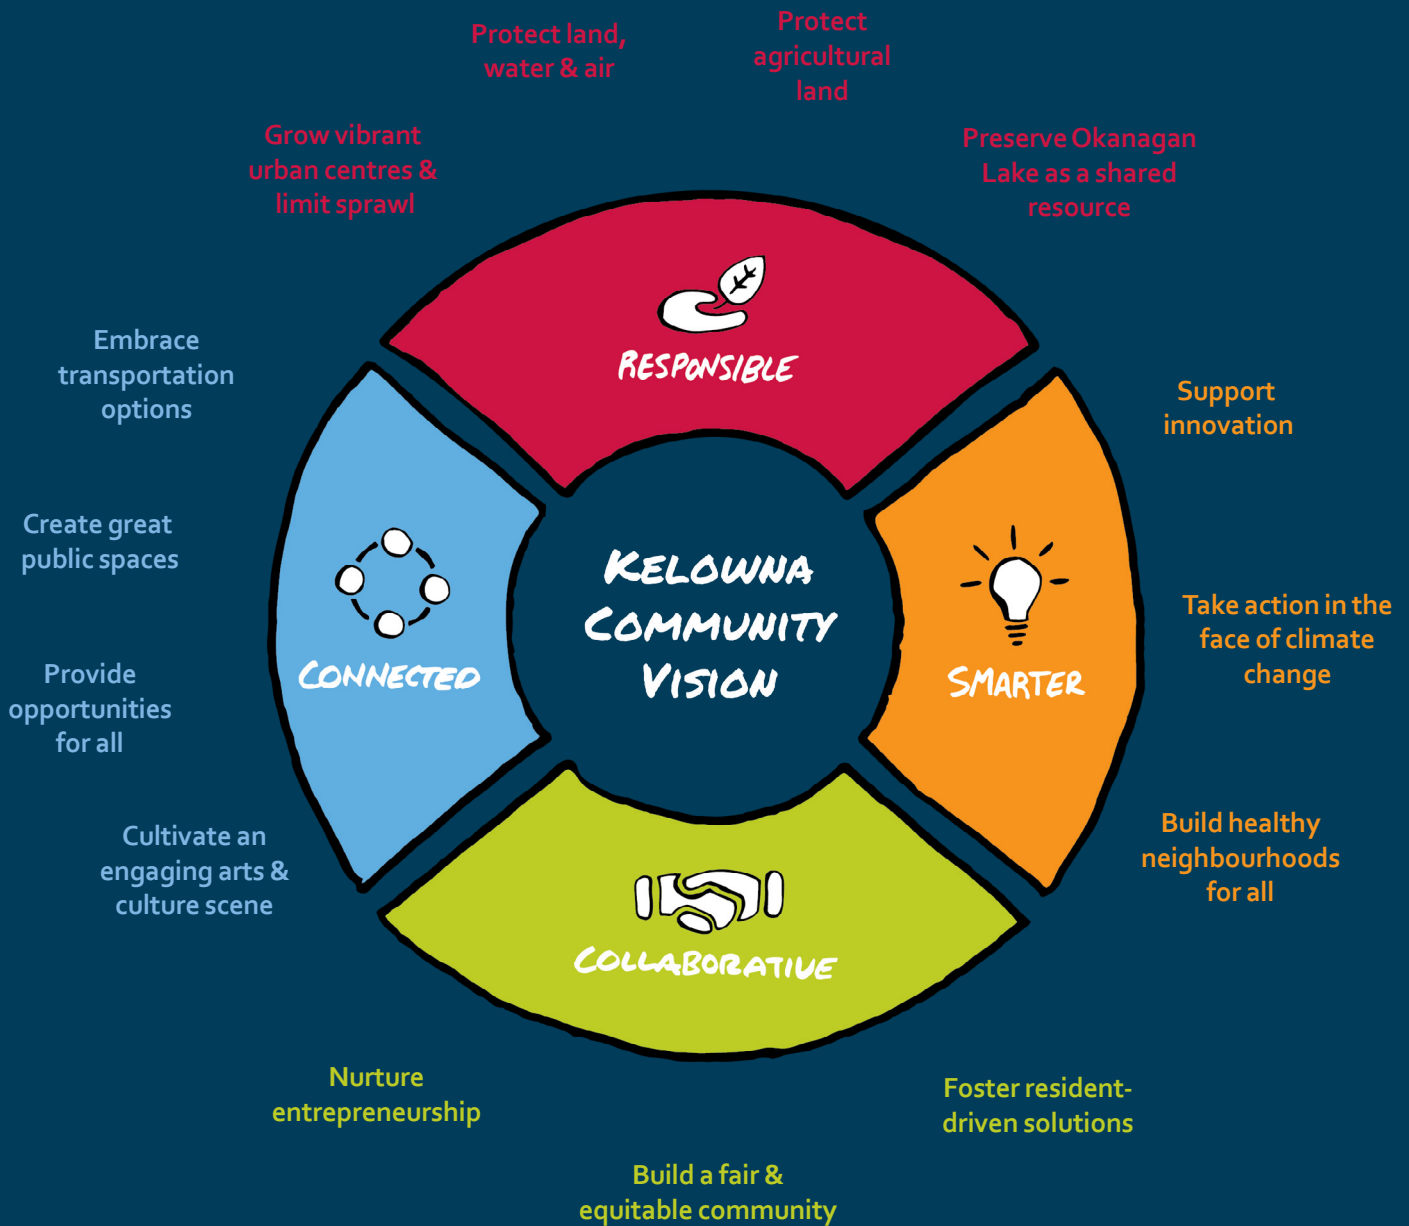 Protect land,
water & air
Protect
agricultural
land
Grow vibrant
urban centres &
limit sprawl
Preserve Okanagan
Lake as a shared
resource
RESPONSIBLE
Embrace
transportation
options
Create great
public spaces
Provide
opportunities
for all
Cultivate an
engaging arts &
culture scene
CONNECTED
KELOWNA
COMMUNITY
VISION
SMARTER
Support
innovation
Take action in the
face of climate
change
Build healthy
neighbourhoods
for all
COLLABORATIVE
Nurture
entrepreneurship
Build a fair &
equitable community
Foster resident-
driven solutions